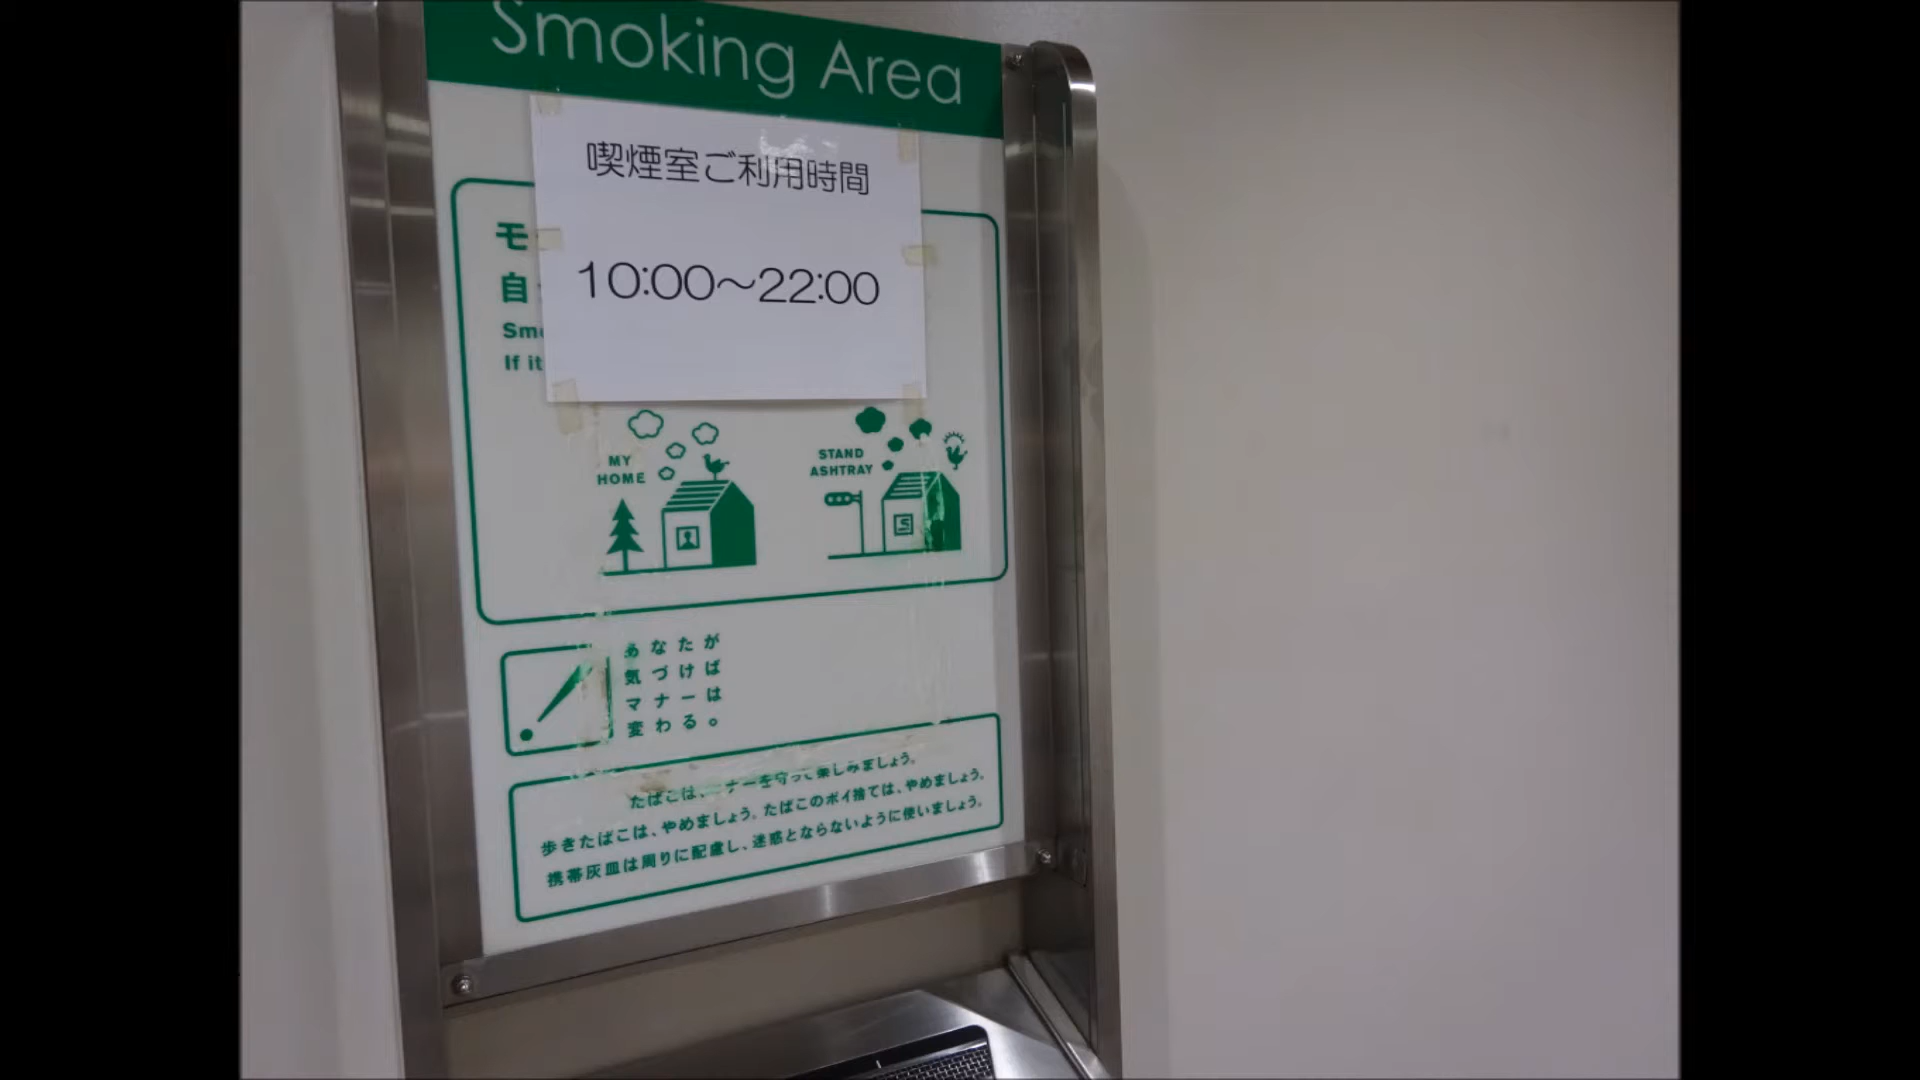 Smoking Area
喫煙室ご利用時間
10:00〜22:00
モ
自
Smo
If it
MY
HOME
STAND
ASHTRAY
あなたが
気づけば
マナーは
変わる。
たばこは、マナーを守って楽しみましょう。
歩きたばこは、やめましょう。たばこのポイ捨ては、やめましょう。
携帯灰皿は周りに配慮し、迷惑とならないように使いましょう。